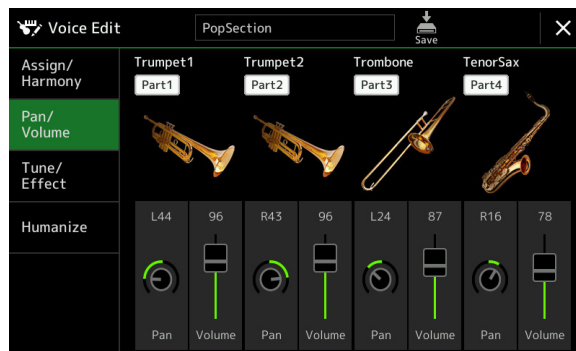 Voice Edit
PopSection
Save
Assign/
Harmony
Pan/
Volume
Tune/
Effect
Humanize
Trumpet1
Trumpet2
Trombone
TenorSax
Part1
Part2
Part3
Part4
L44
96
R43
96
L24
87
R16
78
Pan
Volume
Pan
Volume
Pan
Volume
Pan
Volume